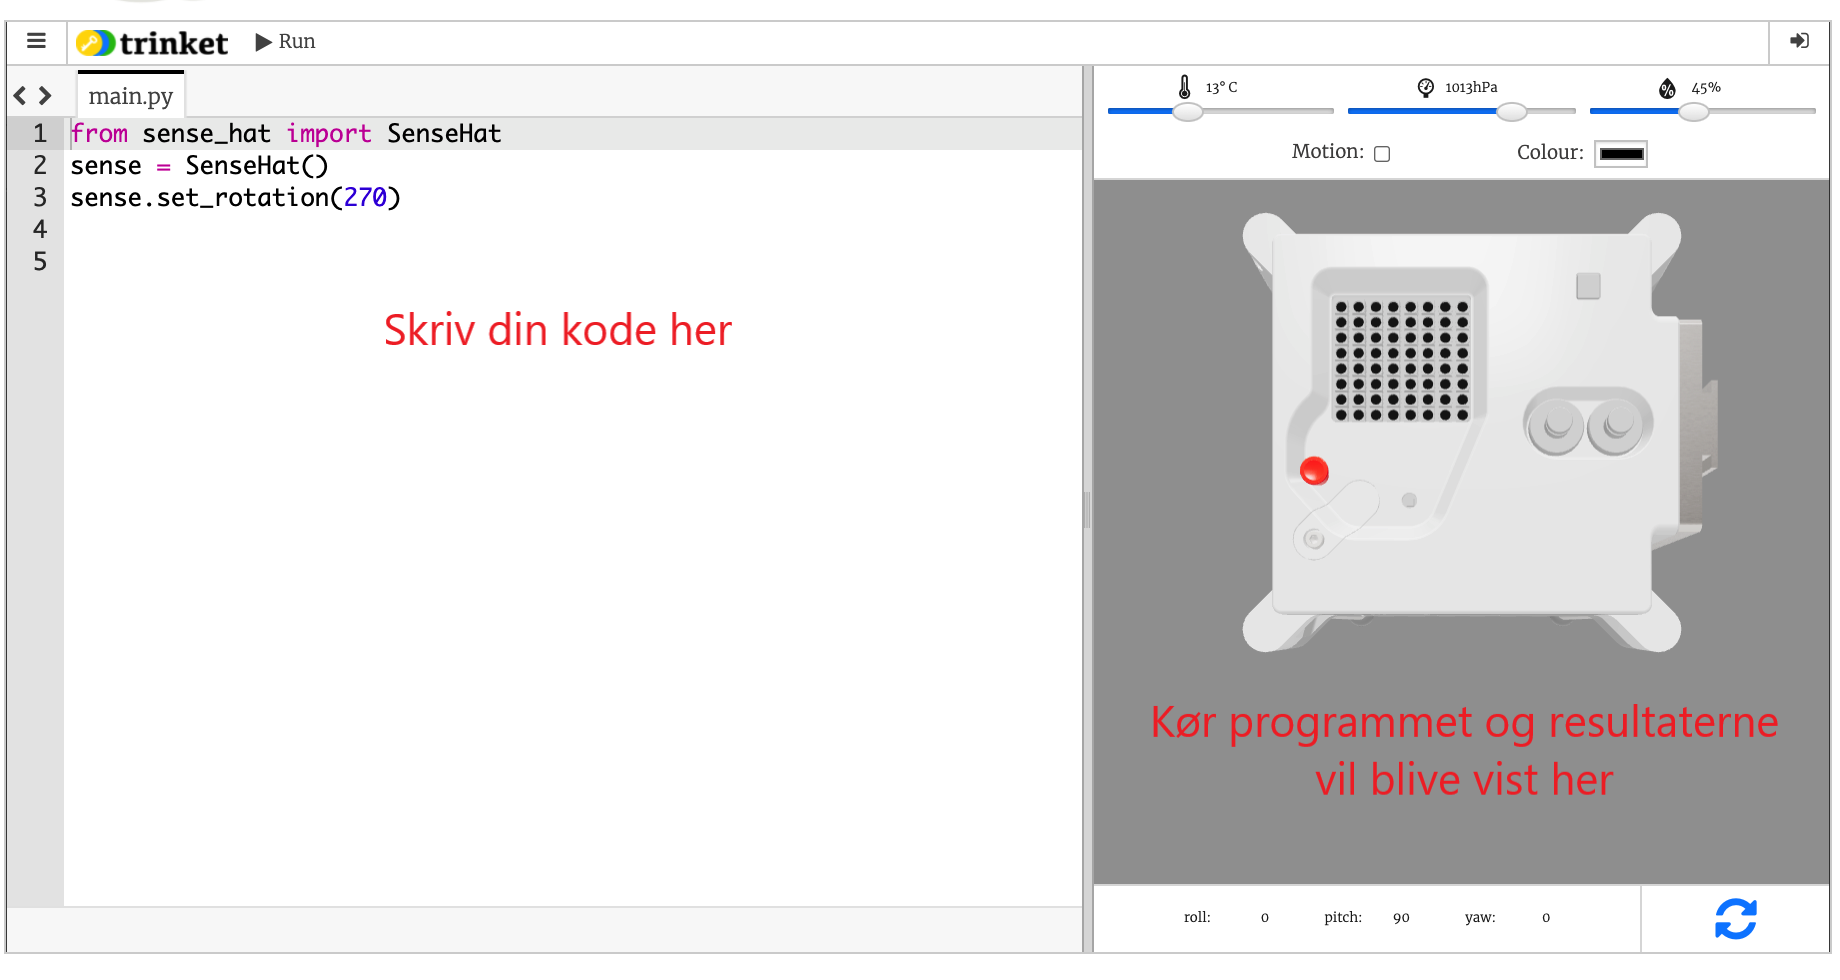 trinket
Run
main.py
1 from sense_hat import SenseHat
2 sense = SenseHat()
3 sense.set_rotation(270)
4
5
Skriv din kode her
13° C
1013hPa
%
45%
Motion:
Colour:
Kør programmet og resultaterne
vil blive vist her
roll: 0 pitch: 90 yaw: 0